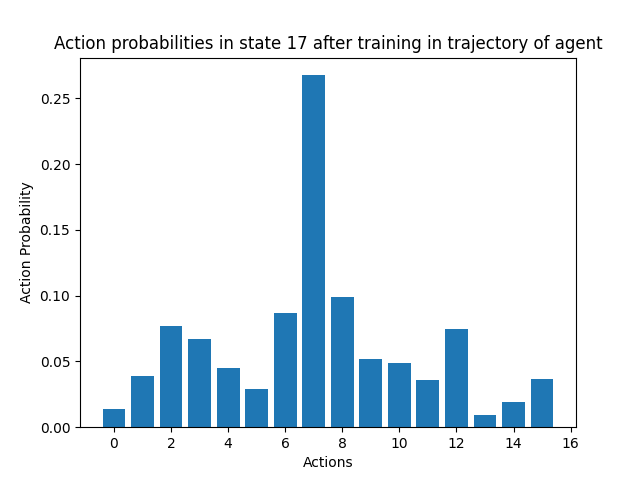 Action probabilities in state 17 after training in trajectory of agent
0.25
0.20
0.15
0.10
0.05
0.00
Action Probability
0 2 4 6 8 10 12 14 16
Actions